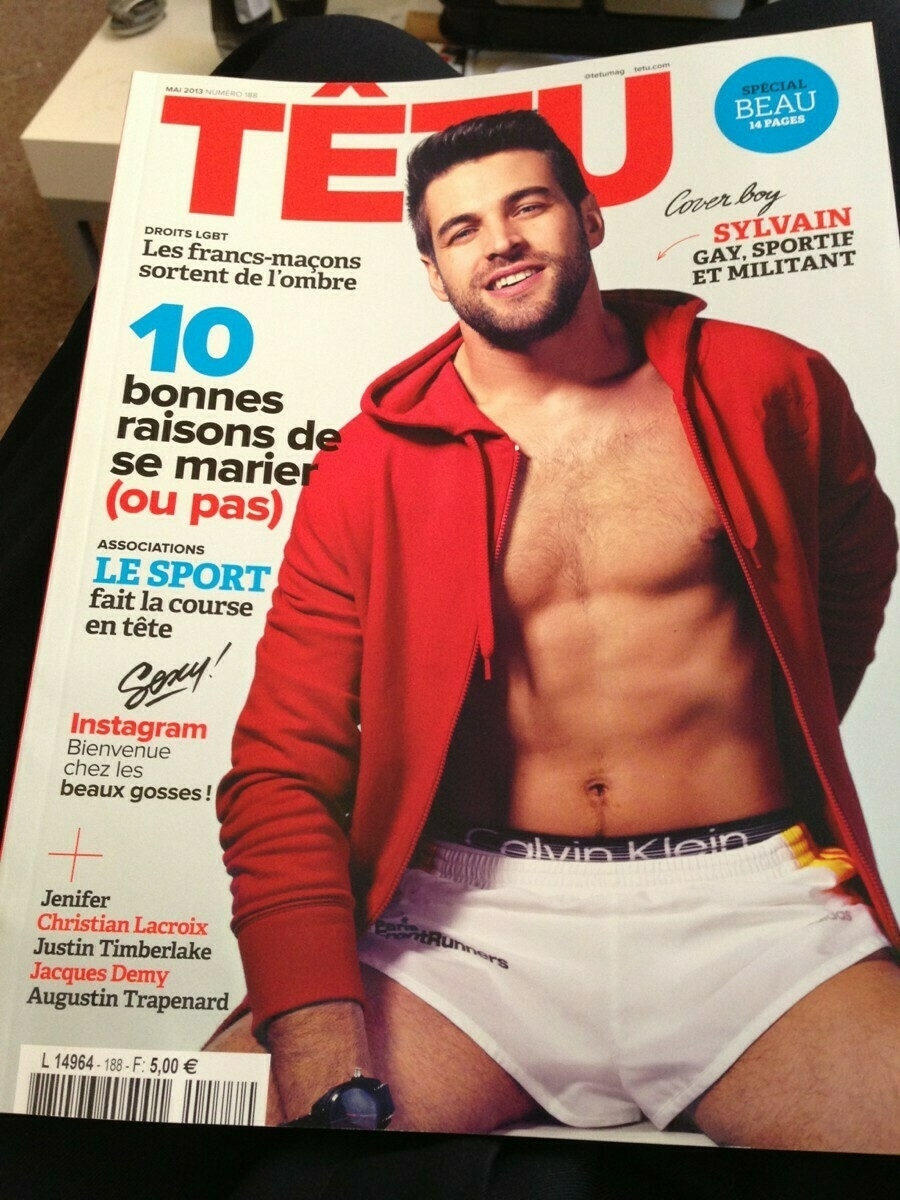 MAI 2013 NUMÉRO 188
@tetumag tetu.com
TÊTU
SPÉCIAL
BEAU
14 PAGES
Cover boy
SYLVAIN
GAY, SPORTIF
ET MILITANT
DROITS LGBT
Les francs-maçons
sortent de l'ombre
10
bonnes
raisons de
se marier
(ou pas)
ASSOCIATIONS
LE SPORT
fait la course
en tête
Sexy!
Instagram
Bienvenue
chez les
beaux gosses !
Jenifer
Christian Lacroix
Justin Timberlake
Jacques Demy
Augustin Trapenard
Calvin Klein
Paris
FrontRunners
L 14964 - 188 - F: 5,00 €